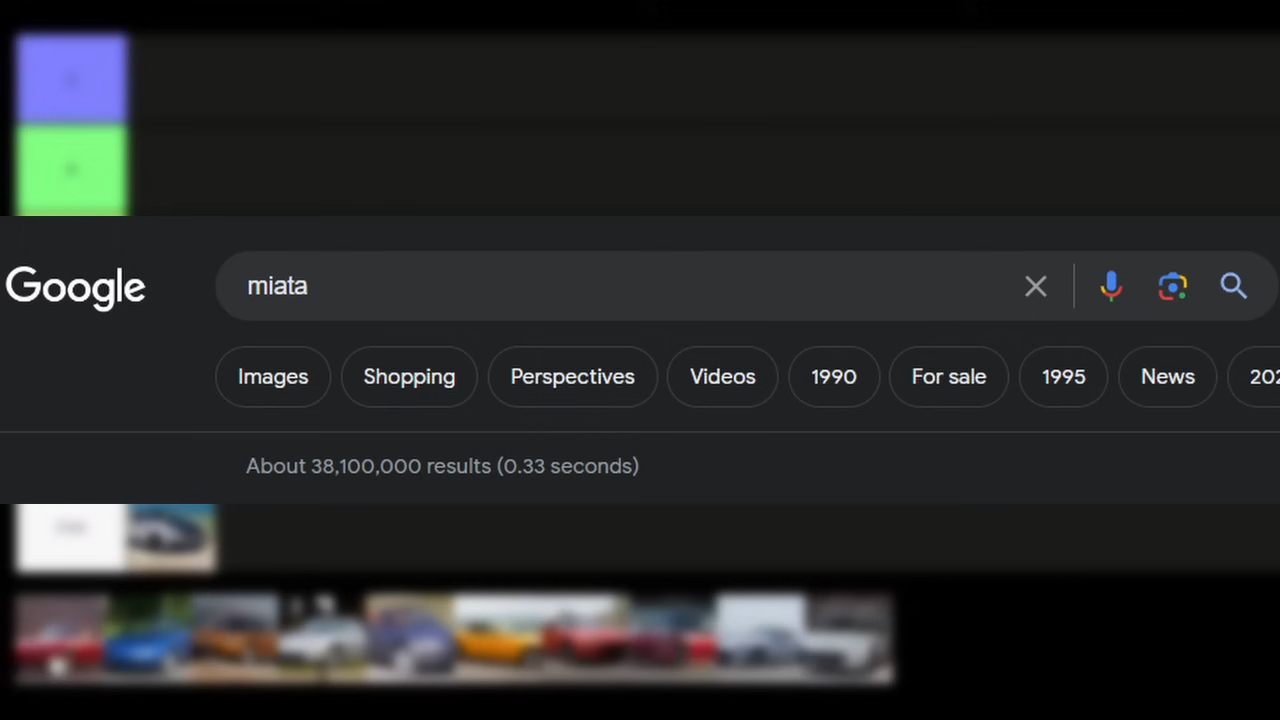 Google
miata
Images Shopping Perspectives Videos 1990 For sale 1995 News 202
About 38,100,000 results (0.33 seconds)